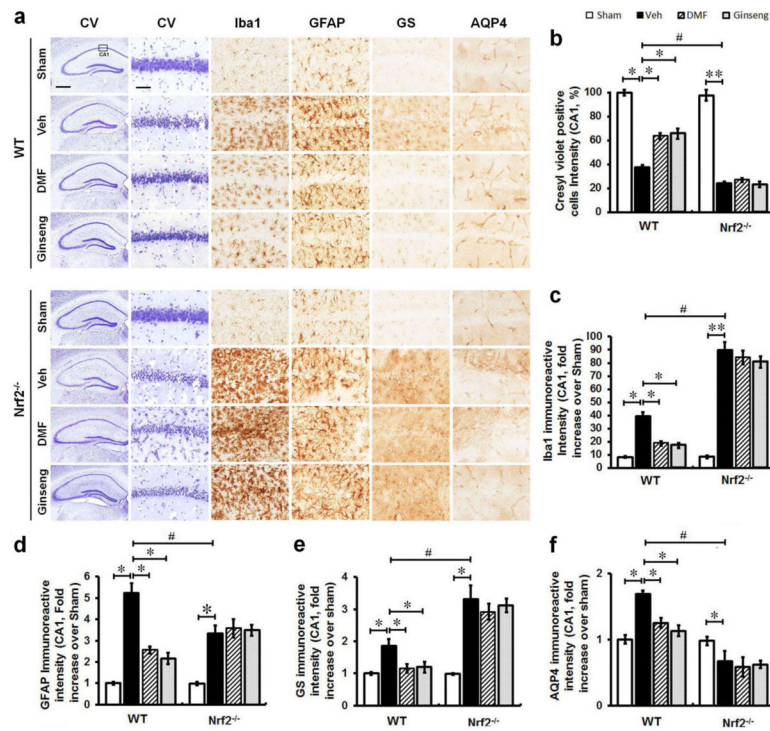 a
CV
CV
Iba1
GFAP
GS
AQP4
CA1
WT
Sham
Veh
DMF
Ginseng
Nrf2-/-
Sham
Veh
DMF
Ginseng
Sham
Veh
DMF
Ginseng
b
Cresyl violet positive
cells Intensity (CA1, %)
120
100
80
60
40
20
0
*
*
*
#
**
WT
Nrf2-/-
c
Iba1 immunoreactive
Intensity (CA1, fold
increase over Sham)
100
90
80
70
60
50
40
30
20
10
0
*
*
*
#
**
WT
Nrf2-/-
d
GFAP Immunoreactive
intensity (CA1, Fold
increase over sham)
6
5
4
3
2
1
0
*
*
*
#
*
WT
Nrf2-/-
e
GS immunoreactive
intensity (CA1, fold
increase over sham)
4
3
2
1
0
*
*
*
#
*
WT
Nrf2-/-
f
AQP4 immunoreactive
intensity (CA1, fold
increase over sham)
2
1
0
*
*
*
#
*
WT
Nrf2-/-